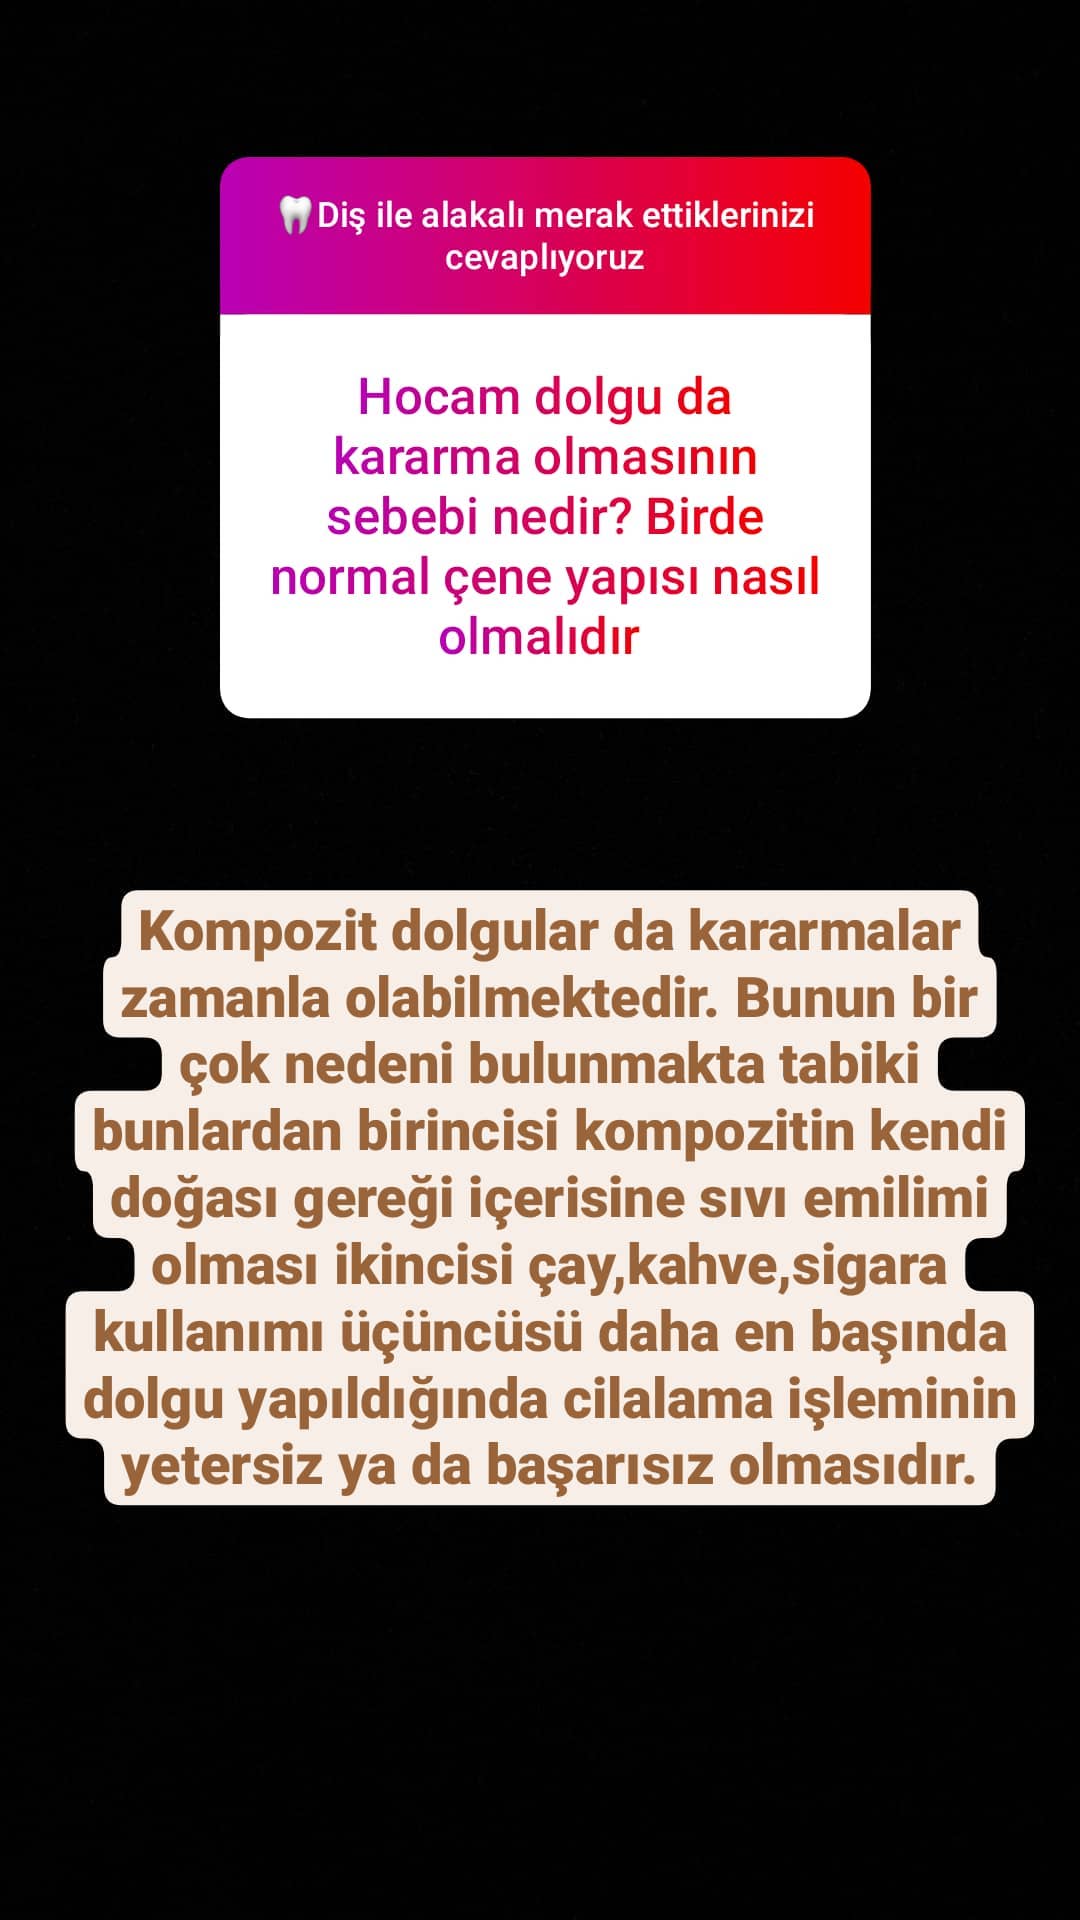 🦷Diş ile alakalı merak ettiklerinizi
cevaplıyoruz
Hocam dolgu da
kararma olmasının
sebebi nedir? Birde
normal çene yapısı nasıl
olmalıdır
Kompozit dolgular da kararmalar
zamanla olabilmektedir. Bunun bir
çok nedeni bulunmakta tabiki
bunlardan birincisi kompozitin kendi
doğası gereği içerisine sıvı emilimi
olması ikincisi çay,kahve,sigara
kullanımı üçüncüsü daha en başında
dolgu yapıldığında cilalama işleminin
yetersiz ya da başarısız olmasıdır.